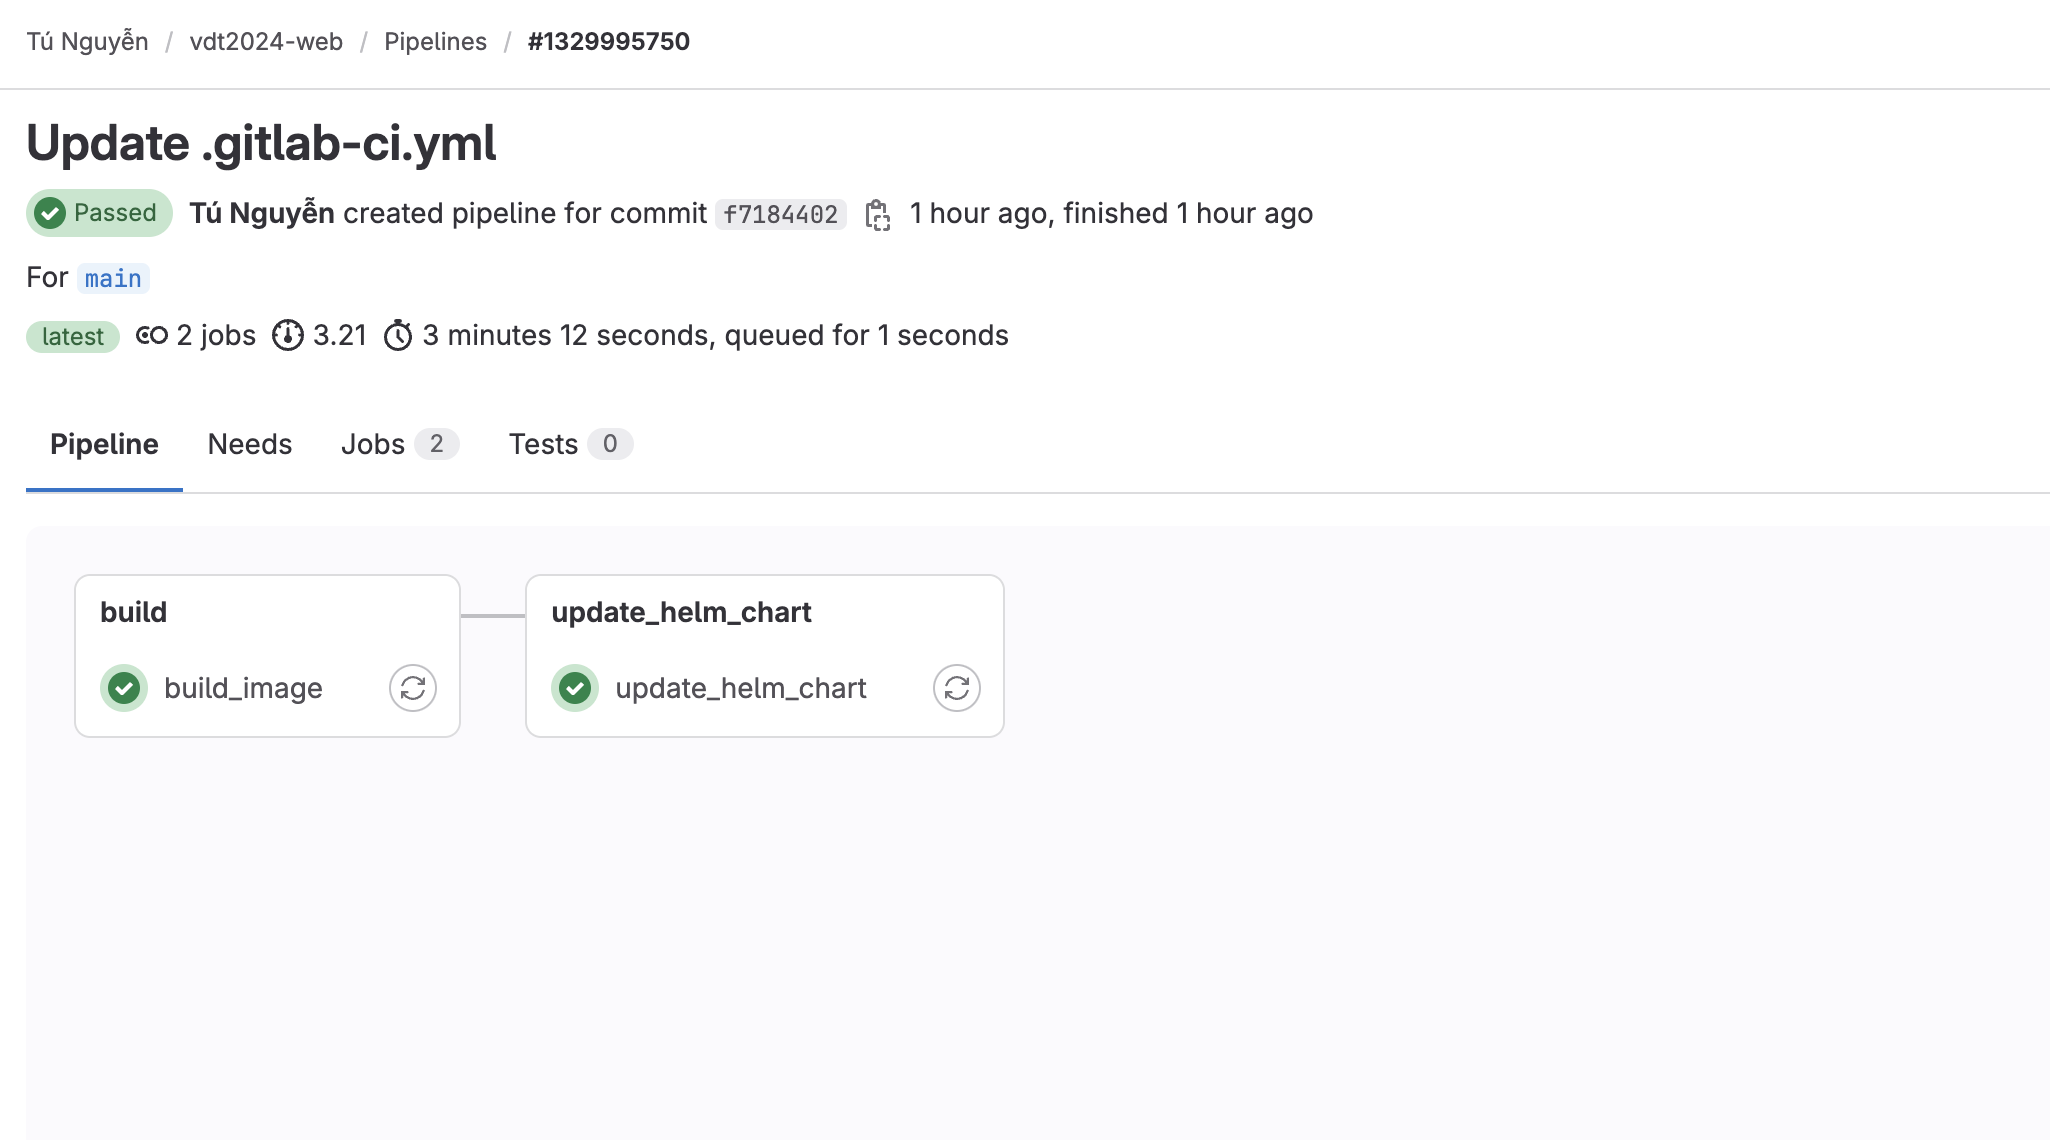 Tú Nguyễn / vdt2024-web / Pipelines / #1329995750
Update .gitlab-ci.yml
Passed Tú Nguyễn created pipeline for commit f7184402 1 hour ago, finished 1 hour ago
For main
latest 2 jobs 3.21 3 minutes 12 seconds, queued for 1 seconds
Pipeline Needs Jobs 2 Tests 0
build update_helm_chart
build_image update_helm_chart